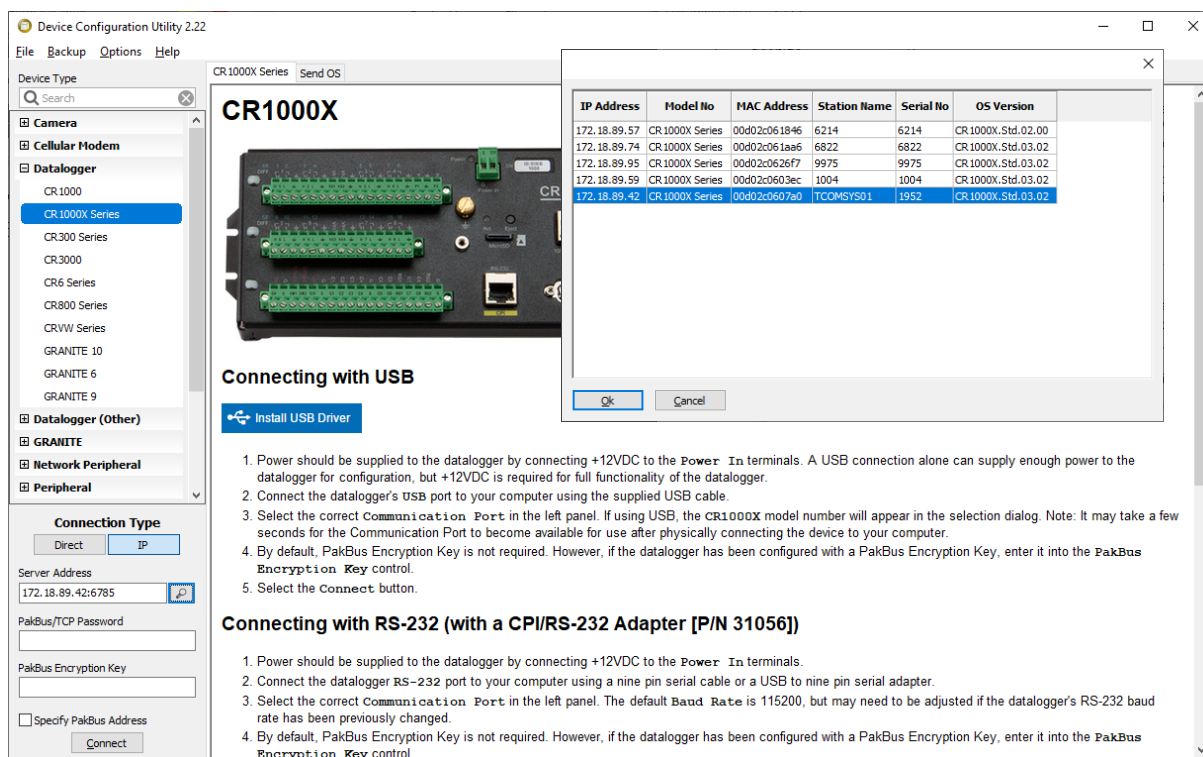 Device Configuration Utility 2.22
File Backup Options Help
Device Type
Search
Camera
Cellular Modem
Datalogger
CR1000
CR1000X Series
CR300 Series
CR3000
CR6 Series
CR800 Series
CRVW Series
GRANITE 10
GRANITE 6
GRANITE 9
Datalogger (Other)
GRANITE
Network Peripheral
Peripheral
Connection Type
Direct IP
Server Address
172.18.89.42:6785
PakBus/TCP Password
PakBus Encryption Key
Specify PakBus Address
Connect
CR1000X Series Send OS
CR1000X
CR
RS-232
CPI
IP Address Model No MAC Address Station Name Serial No OS Version
172.18.89.57 CR1000X Series 00d02c061846 6214 6214 CR1000X.Std.02.00
172.18.89.74 CR1000X Series 00d02c061aa6 6822 6822 CR1000X.Std.03.02
172.18.89.95 CR1000X Series 00d02c0626f7 9975 9975 CR1000X.Std.03.02
172.18.89.59 CR1000X Series 00d02c0603ec 1004 1004 CR1000X.Std.03.02
172.18.89.42 CR1000X Series 00d02c0607a0 TCOMSYS01 1952 CR1000X.Std.03.02
Ok Cancel
Connecting with USB
Install USB Driver
1. Power should be supplied to the datalogger by connecting +12VDC to the Power In terminals. A USB connection alone can supply enough power to the
datalogger for configuration, but +12VDC is required for full functionality of the datalogger.
2. Connect the datalogger's USB port to your computer using the supplied USB cable.
3. Select the correct Communication Port in the left panel. If using USB, the CR1000X model number will appear in the selection dialog. Note: It may take a few
seconds for the Communication Port to become available for use after physically connecting the device to your computer.
4. By default, PakBus Encryption Key is not required. However, if the datalogger has been configured with a PakBus Encryption Key, enter it into the PakBus
Encryption Key control.
5. Select the Connect button.
Connecting with RS-232 (with a CPI/RS-232 Adapter [P/N 31056])
1. Power should be supplied to the datalogger by connecting +12VDC to the Power In terminals.
2. Connect the datalogger RS-232 port to your computer using a nine pin serial cable or a USB to nine pin serial adapter.
3. Select the correct Communication Port in the left panel. The default Baud Rate is 115200, but may need to be adjusted if the datalogger's RS-232 baud
rate has been previously changed.
4. By default, PakBus Encryption Key is not required. However, if the datalogger has been configured with a PakBus Encryption Key, enter it into the PakBus
Encryption Key control.